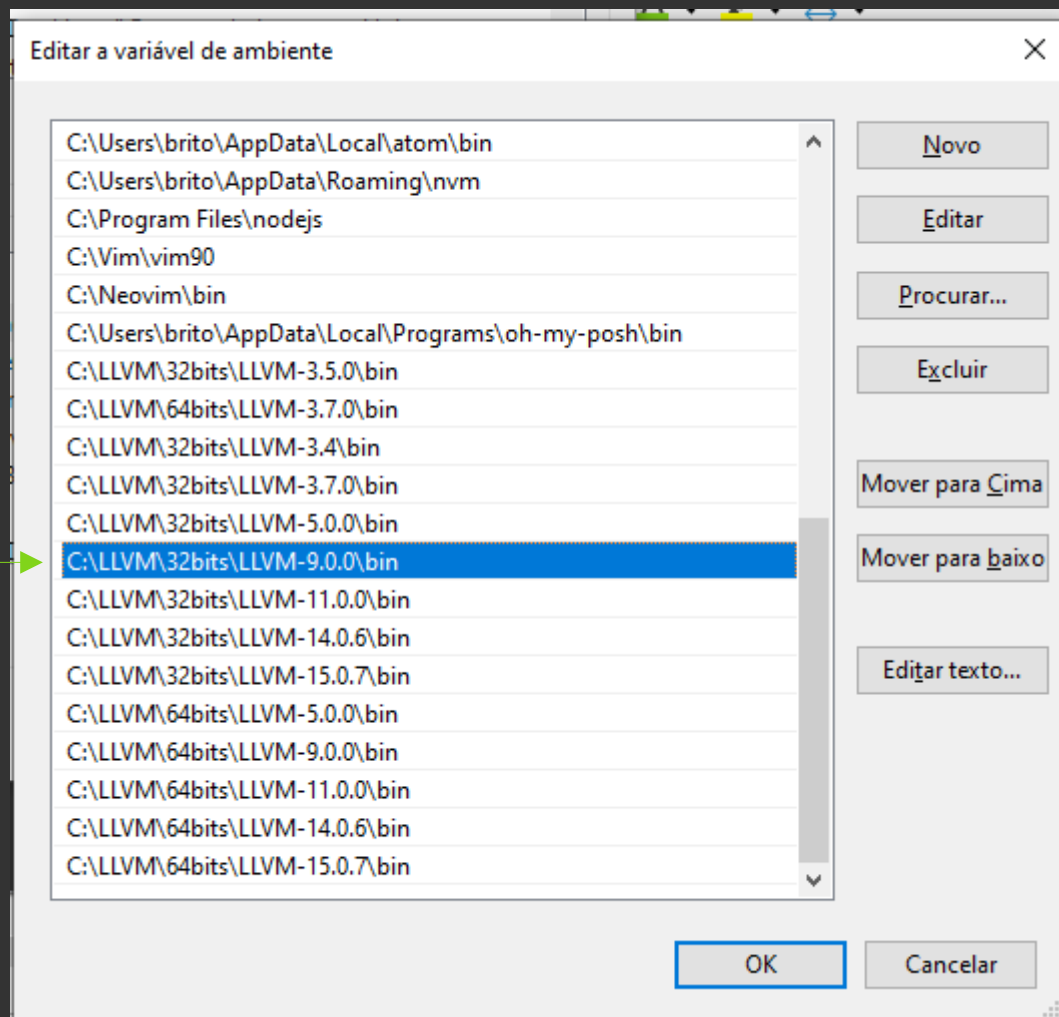 Editar a variável de ambiente
C:\Users\brito\AppData\Local\atom\bin
C:\Users\brito\AppData\Roaming\nvm
C:\Program Files\nodejs
C:\Vim\vim90
C:\Neovim\bin
C:\Users\brito\AppData\Local\Programs\oh-my-posh\bin
C:\LLVM\32bits\LLVM-3.5.0\bin
C:\LLVM\64bits\LLVM-3.7.0\bin
C:\LLVM\32bits\LLVM-3.4\bin
C:\LLVM\32bits\LLVM-3.7.0\bin
C:\LLVM\32bits\LLVM-5.0.0\bin
C:\LLVM\32bits\LLVM-9.0.0\bin
C:\LLVM\32bits\LLVM-11.0.0\bin
C:\LLVM\32bits\LLVM-14.0.6\bin
C:\LLVM\32bits\LLVM-15.0.7\bin
C:\LLVM\64bits\LLVM-5.0.0\bin
C:\LLVM\64bits\LLVM-9.0.0\bin
C:\LLVM\64bits\LLVM-11.0.0\bin
C:\LLVM\64bits\LLVM-14.0.6\bin
C:\LLVM\64bits\LLVM-15.0.7\bin
Novo
Editar
Procurar...
Excluir
Mover para Cima
Mover para baixo
Editar texto...
OK
Cancelar